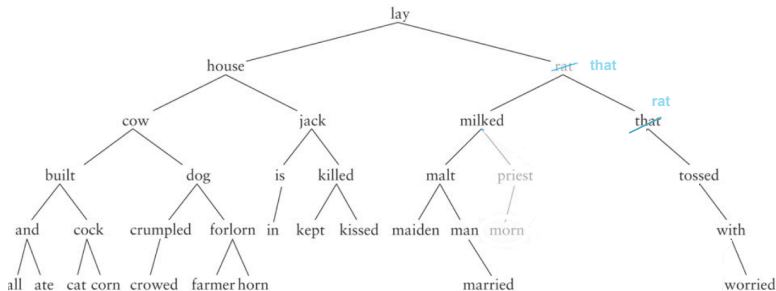 lay
house rat that
rat
cow jack milked that
built dog is killed malt priest tossed
and cock crumpled forlorn in kept kissed maiden man morn with
all ate cat corn crowed farmer horn married worried